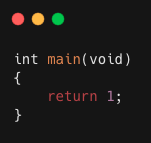 int main(void)
{
    return 1;
}